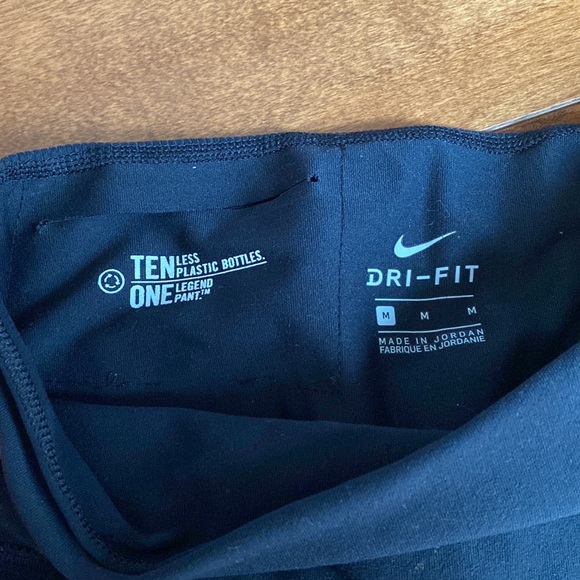 TEN LESS
PLASTIC BOTTLES.
ONE LEGEND
PANT.™
DRI-FIT
M M M
MADE IN JORDAN
FABRIQUE EN JORDANIE